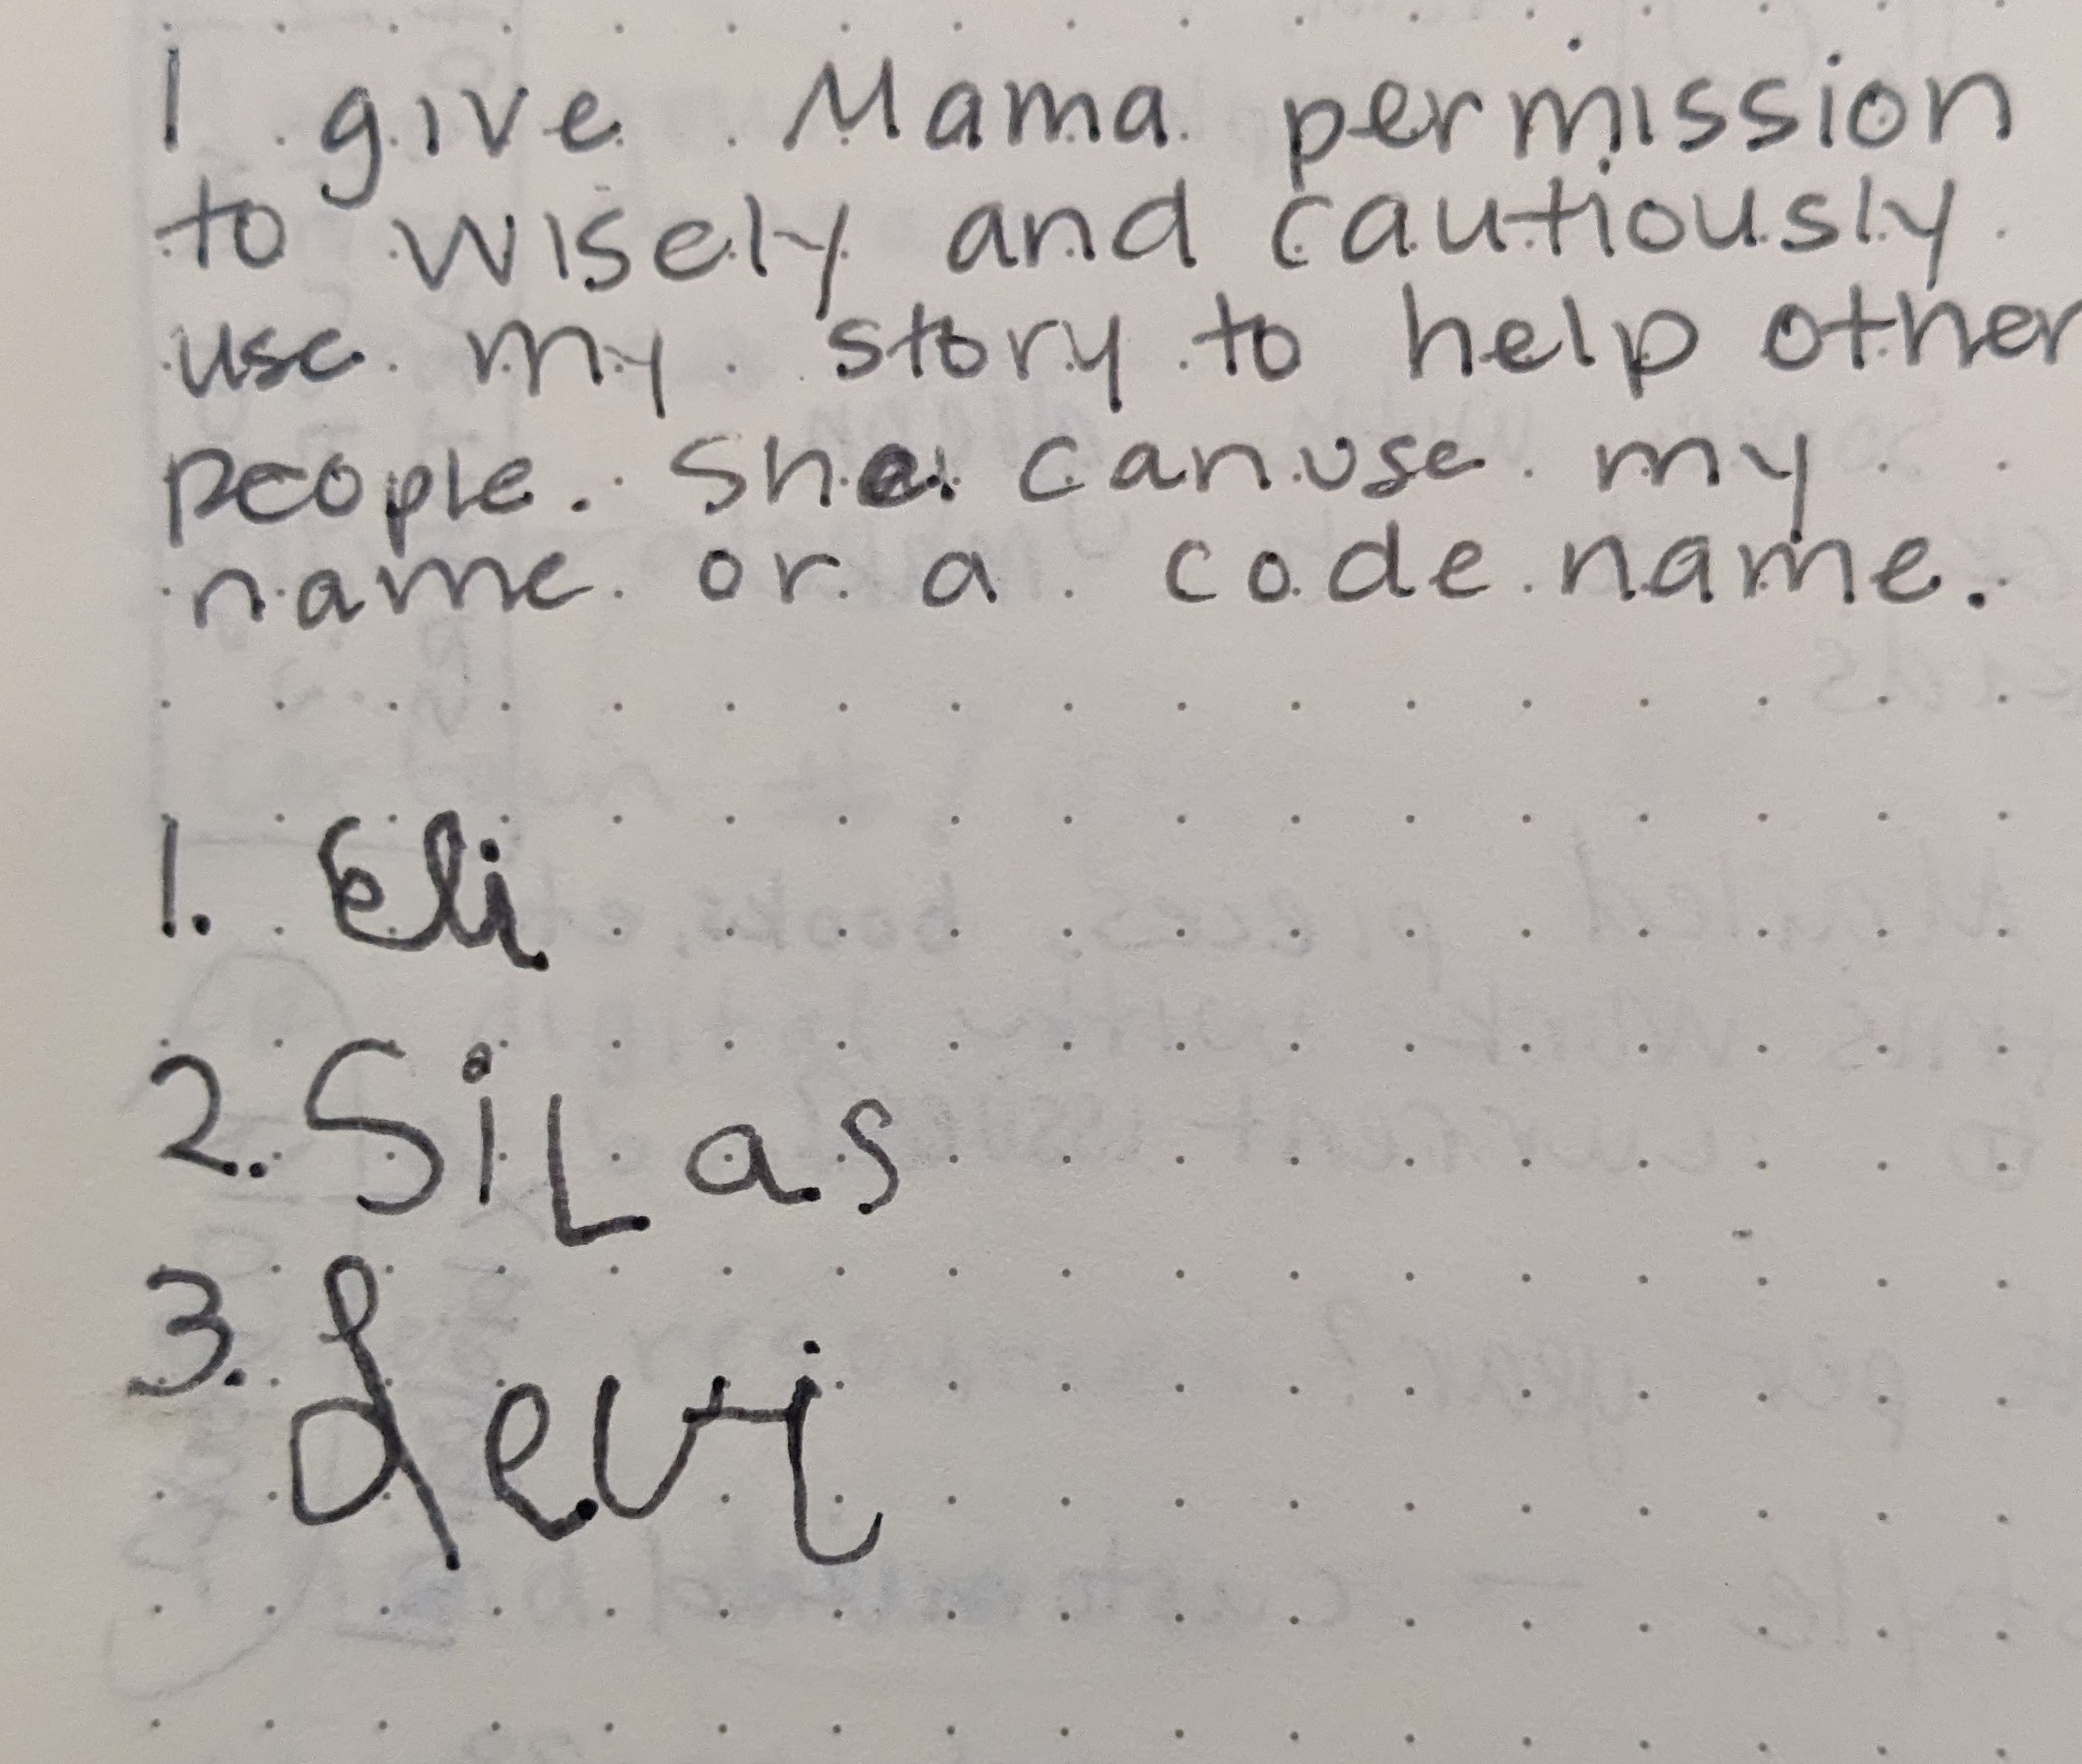 I give Mama permission
to wisely and cautiously
use my story to help other
people. She can use my
name or a code name.
1. Eli
2. SiLas
3. Levi